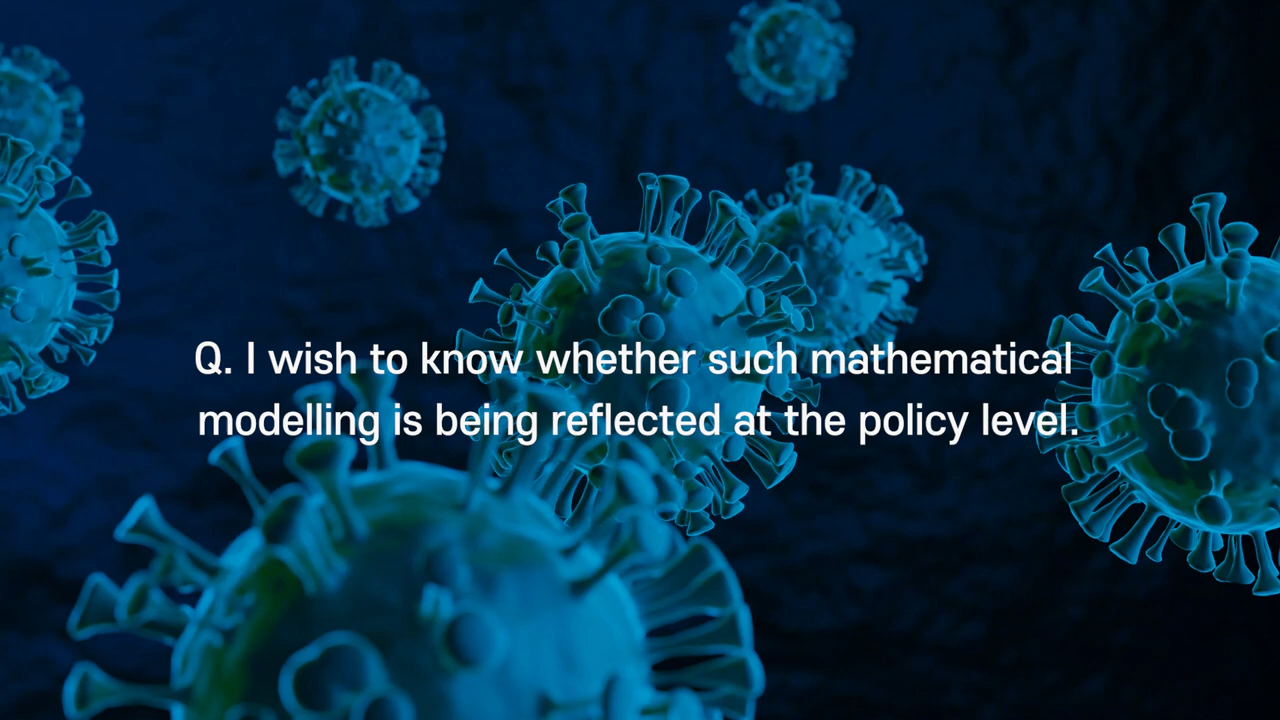 Q. I wish to know whether such mathematical
modelling is being reflected at the policy level.